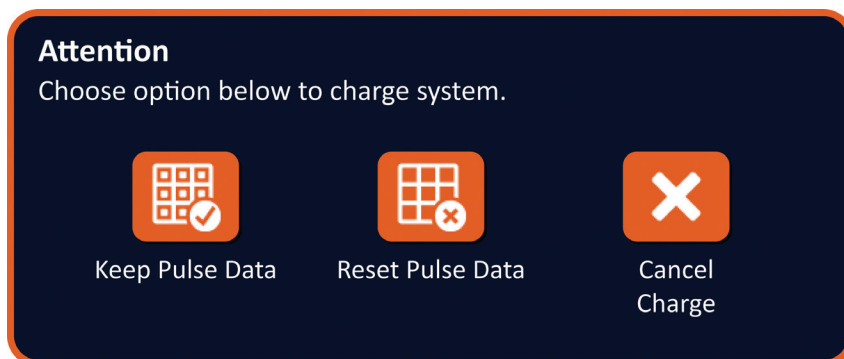 Attention
Choose option below to charge system.
Keep Pulse Data
Reset Pulse Data
Cancel
Charge